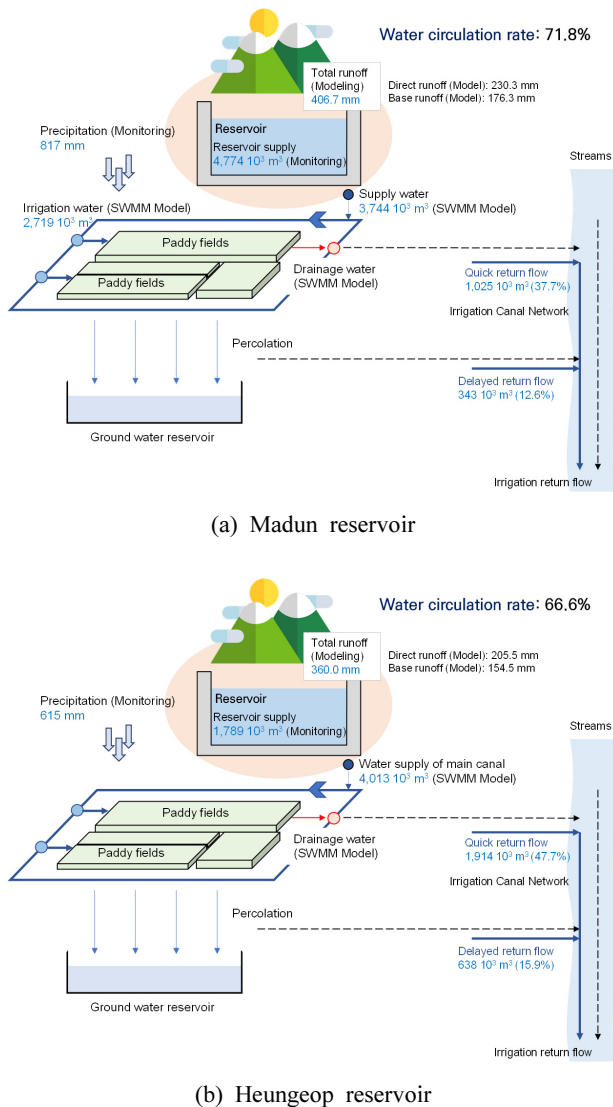 Water circulation rate: 71.8%
Total runoff
(Modeling)
406.7 mm
Direct runoff (Model): 230.3 mm
Base runoff (Model): 176.3 mm
Reservoir
Reservoir supply
4,774 10³ m³ (Monitoring)
Precipitation (Monitoring)
817 mm
Streams
Supply water
3,744 10³ m³ (SWMM Model)
Irrigation water (SWMM Model)
2,719 10³ m³
Paddy fields
Paddy fields
Drainage water
(SWMM Model)
Quick return flow
1,025 10³ m³ (37.7%)
Irrigation Canal Network
Percolation
Delayed return flow
343 10³ m³ (12.6%)
Ground water reservoir
Irrigation return flow
(a) Madun reservoir
Water circulation rate: 66.6%
Total runoff
(Modeling)
360.0 mm
Direct runoff (Model): 205.5 mm
Base runoff (Model): 154.5 mm
Reservoir
Reservoir supply
1,789 10³ m³ (Monitoring)
Precipitation (Monitoring)
615 mm
Streams
Water supply of main canal
4,013 10³ m³ (SWMM Model)
Paddy fields
Paddy fields
Drainage water
(SWMM Model)
Quick return flow
1,914 10³ m³ (47.7%)
Irrigation Canal Network
Percolation
Delayed return flow
638 10³ m³ (15.9%)
Ground water reservoir
Irrigation return flow
(b) Heungeop reservoir